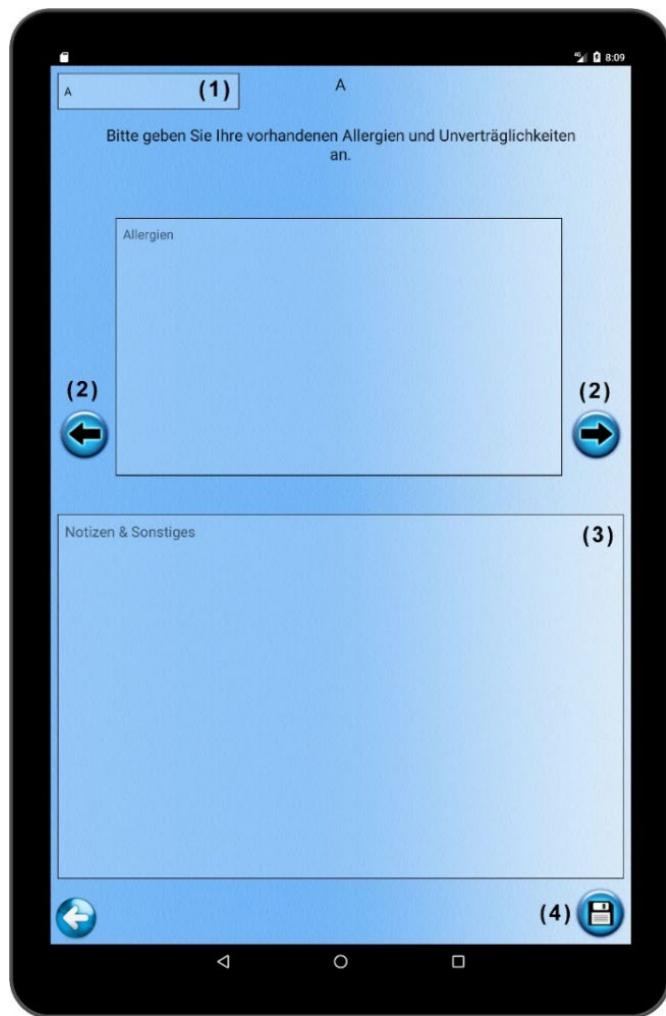 4G 8:09
A (1) A
Bitte geben Sie Ihre vorhandenen Allergien und Unverträglichkeiten
an.
Allergien
(2) (2)
Notizen & Sonstiges (3)
(4)